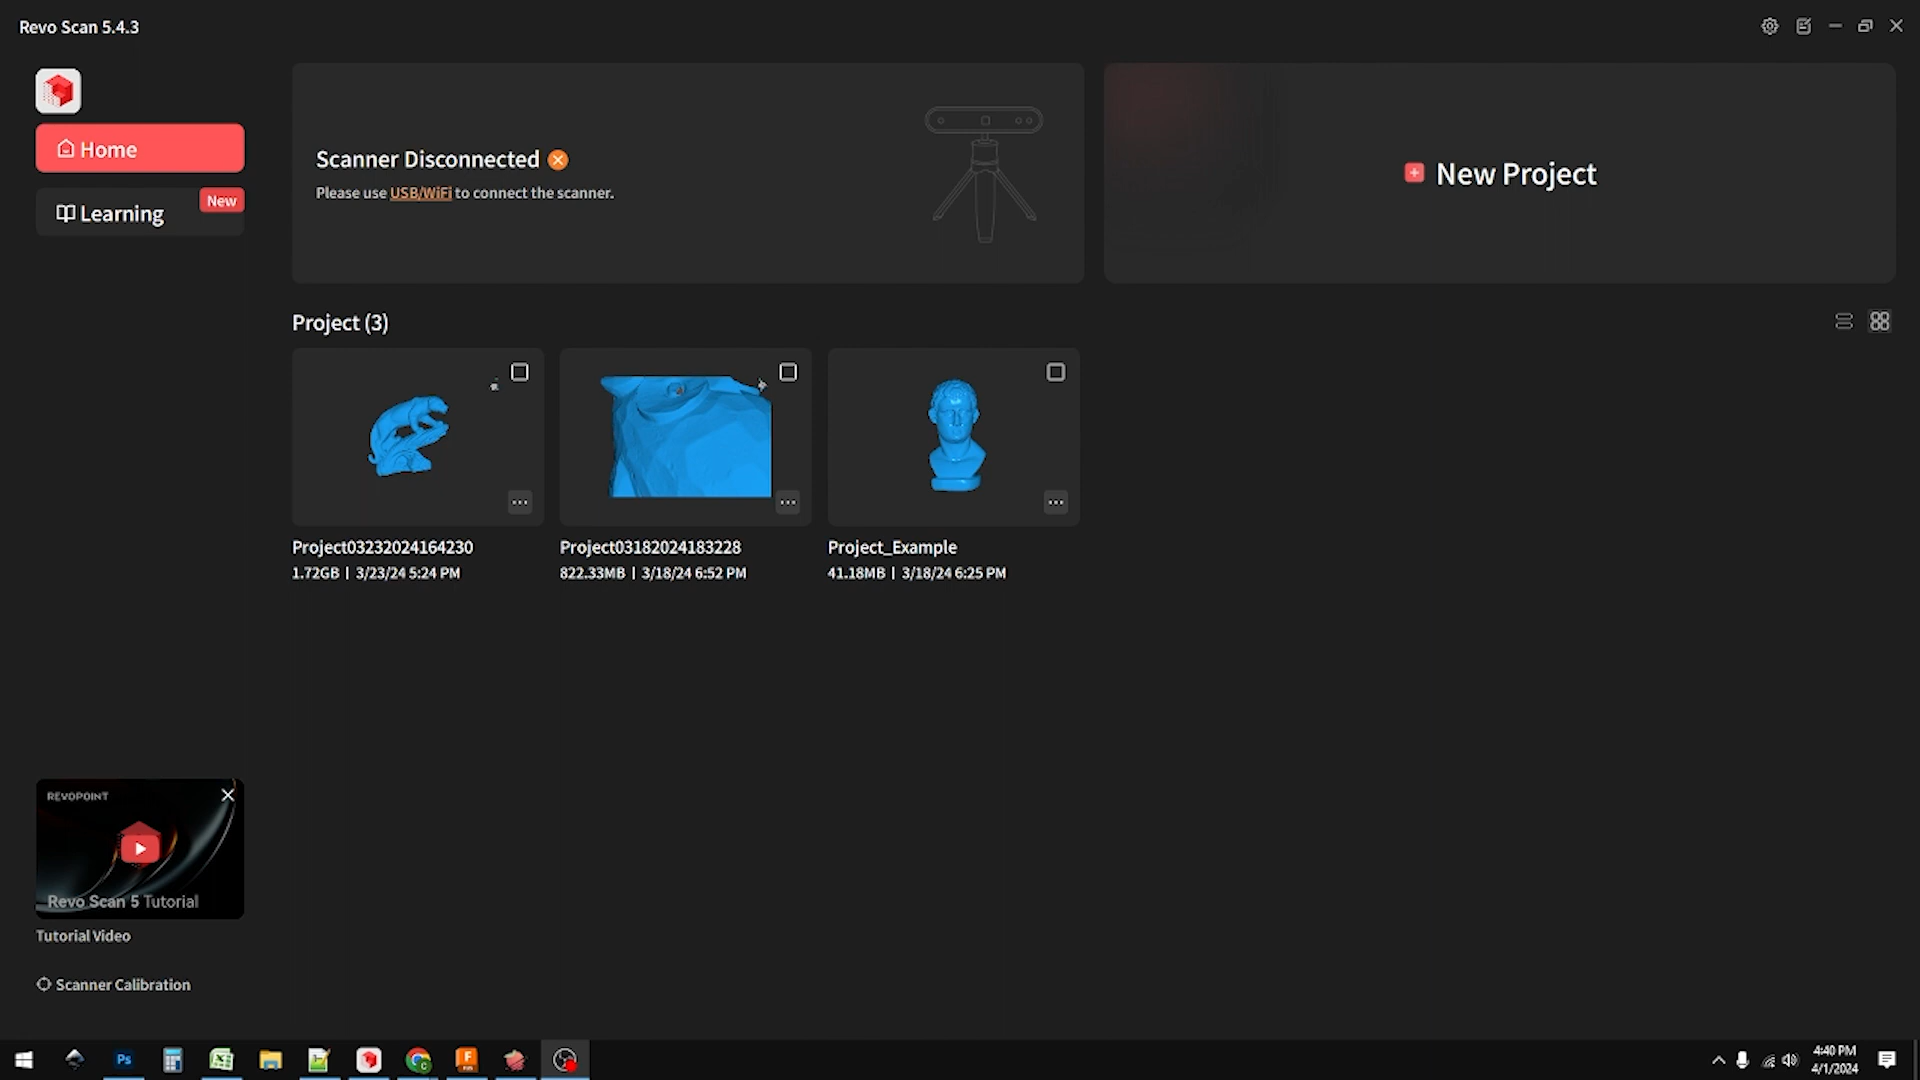 Revo Scan 5.4.3
Home
Learning
New
Scanner Disconnected
Please use USB/WiFi to connect the scanner.
New Project
Project (3)
Project03232024164230
1.72GB | 3/23/24 5:24 PM
Project03182024183228
822.33MB | 3/18/24 6:52 PM
Project_Example
41.18MB | 3/18/24 6:25 PM
REVOPOINT
Revo Scan 5 Tutorial
Tutorial Video
Scanner Calibration
Ps
F
4:40 PM
4/1/2024